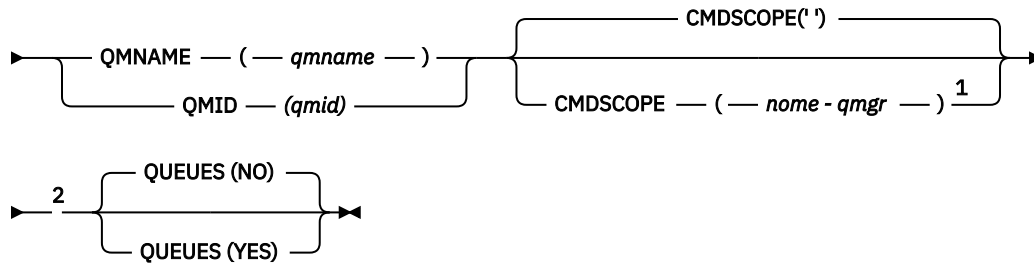 CMDSCOPE(' ')
QMNAME ( qmname )
QMID (qmid)
CMDSCOPE ( nome - qmgr ) 1
2
QUEUES (NO)
QUEUES (YES)